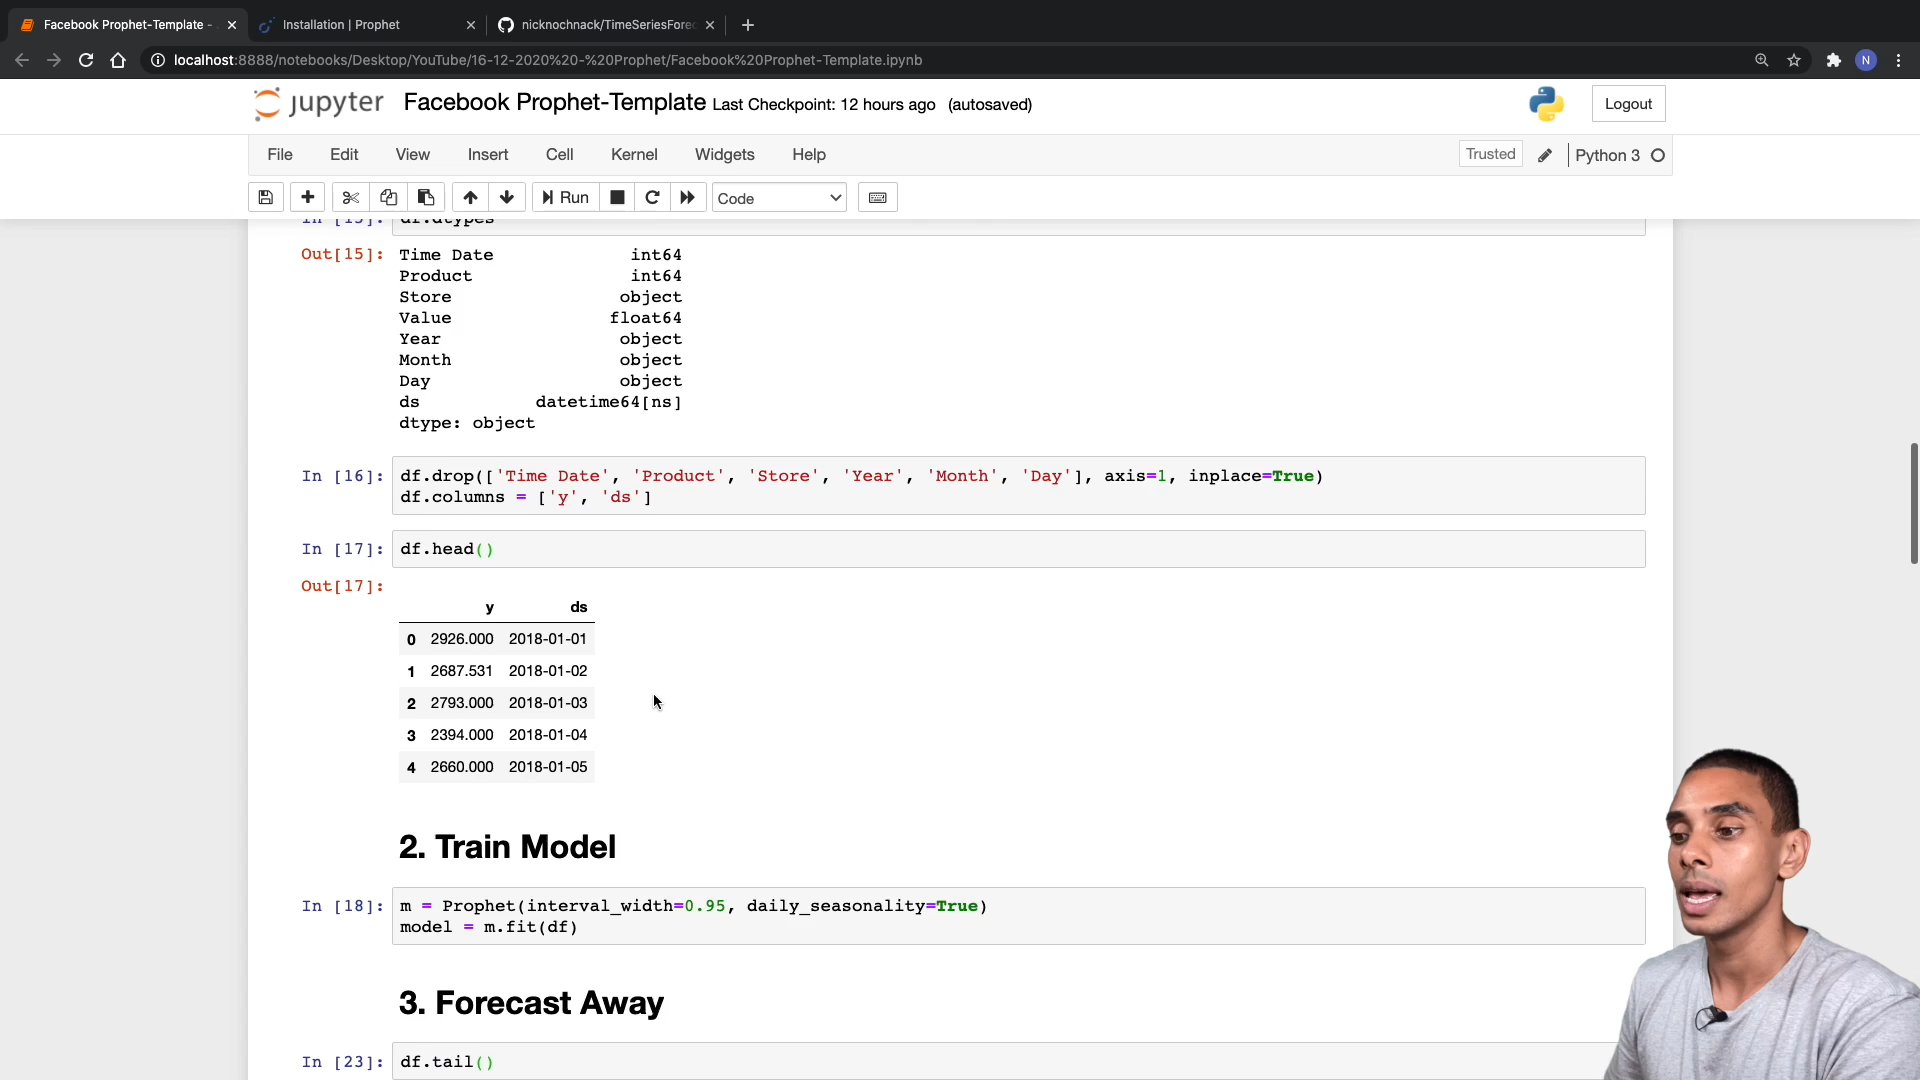 Facebook Prophet-Template -
Installation | Prophet
nicknochnack/TimeSeriesForec
localhost:8888/notebooks/Desktop/YouTube/16-12-2020%20-%20Prophet/Facebook%20Prophet-Template.ipynb
N
jupyter Facebook Prophet-Template Last Checkpoint: 12 hours ago (autosaved)
Logout
File Edit View Insert Cell Kernel Widgets Help
Trusted
Python 3
Run
Code
In [15]: df.dtypes
Out[15]: Time Date int64
Product int64
Store object
Value float64
Year object
Month object
Day object
ds datetime64[ns]
dtype: object
In [16]: df.drop(['Time Date', 'Product', 'Store', 'Year', 'Month', 'Day'], axis=1, inplace=True)
df.columns = ['y', 'ds']
In [17]: df.head()
Out[17]:
y ds
0 2926.000 2018-01-01
1 2687.531 2018-01-02
2 2793.000 2018-01-03
3 2394.000 2018-01-04
4 2660.000 2018-01-05
2. Train Model
In [18]: m = Prophet(interval_width=0.95, daily_seasonality=True)
model = m.fit(df)
3. Forecast Away
In [23]: df.tail()